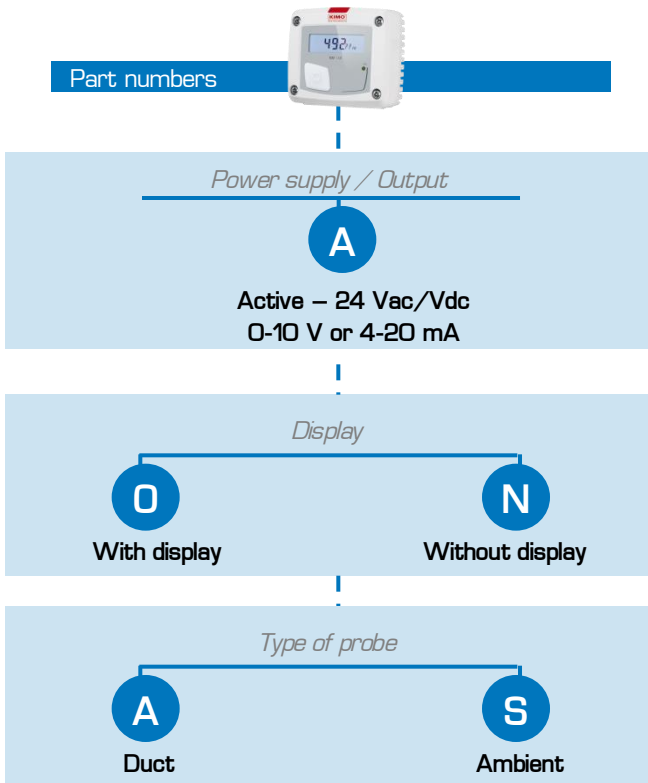 KIMO
492
Part numbers
Power supply / Output
A
Active – 24 Vac/Vdc
0-10 V or 4-20 mA
Display
O
N
With display
Without display
Type of probe
A
S
Duct
Ambient